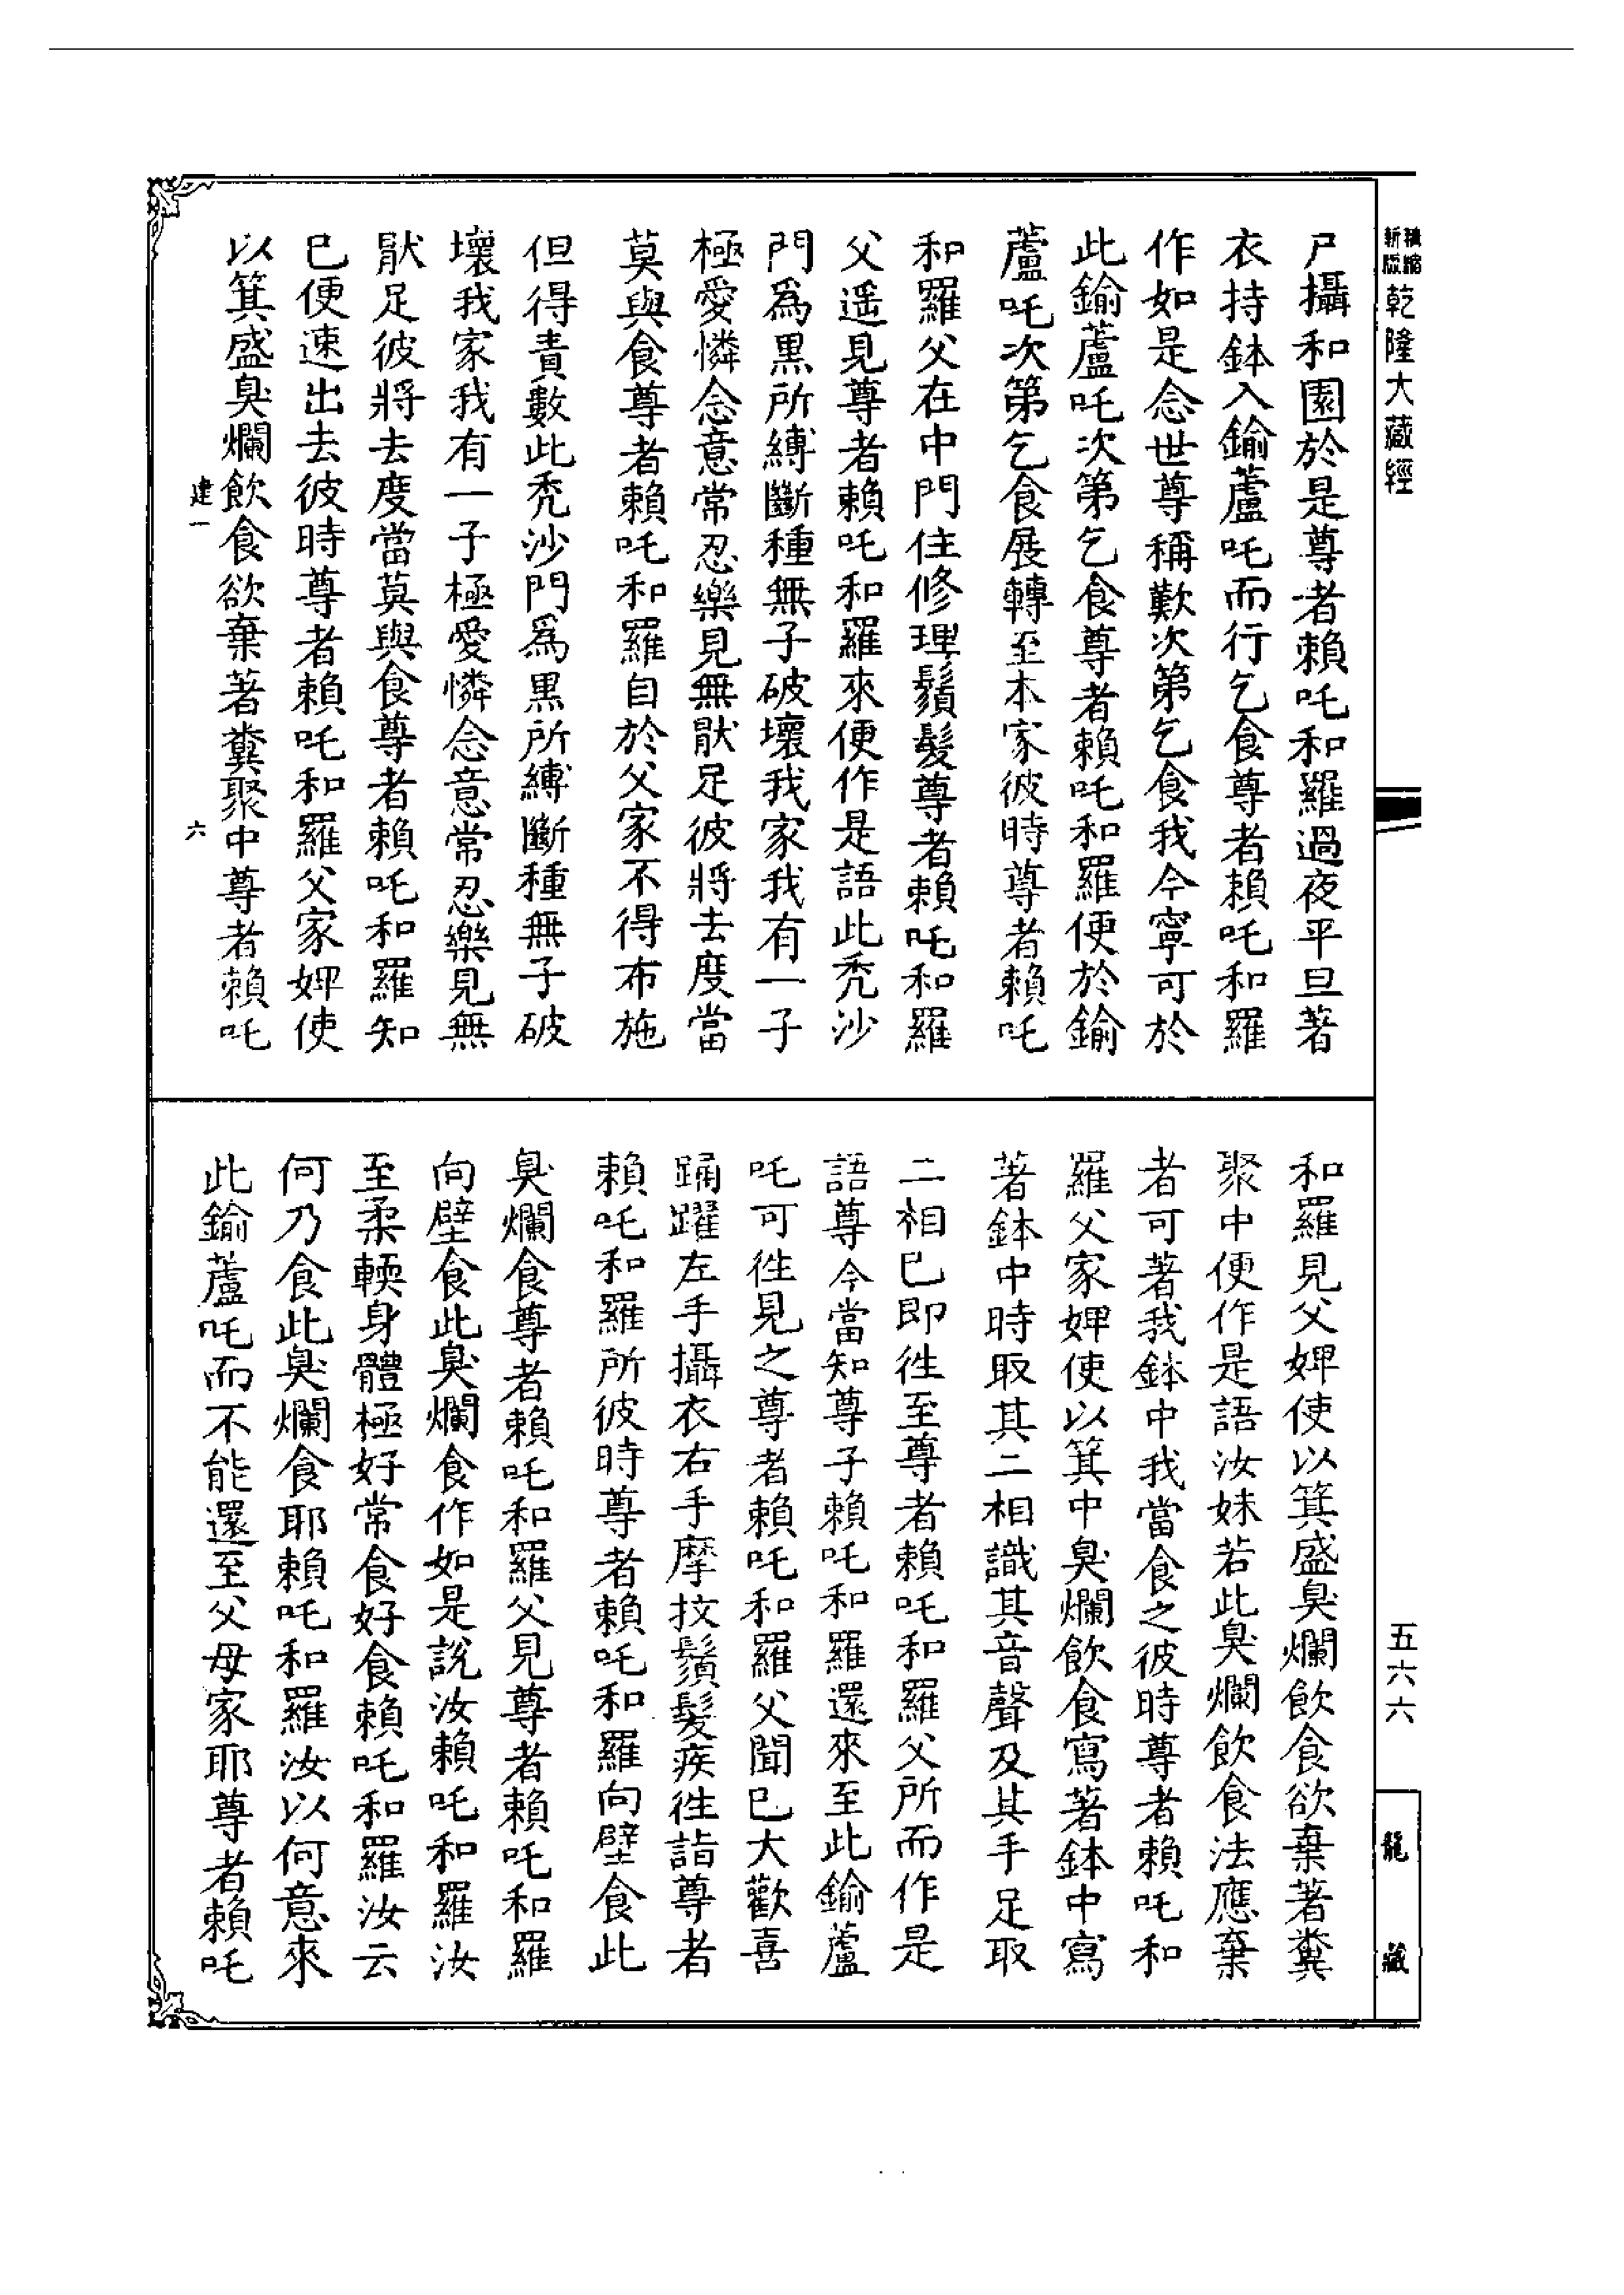 新版精縮乾隆大藏經
尸攝和園於是尊者賴吒和羅過夜平旦著
衣持鉢入鍮蘆吒而行乞食尊者賴吒和羅
作如是念世尊稱歎次第乞食我今寧可於
此鍮蘆吒次第乞食尊者賴吒和羅便於鍮
蘆吒次第乞食展轉至本家彼時尊者賴吒
和羅父在中門住修理鬚髮尊者賴吒和羅
父遥見尊者賴吒和羅來便作是語此禿沙
門爲黒所縛斷種無子破壞我家我有一子
極愛憐念意常忍樂見無猒足彼將去度當
莫與食尊者賴吒和羅自於父家不得布施
但得責數此禿沙門爲黒所縛斷種無子破
壞我家我有一子極愛憐念意常忍樂見無
猒足彼將去度當莫與食尊者賴吒和羅知
已便速出去彼時尊者賴吒和羅父家婢使
以箕盛臭爛飲食欲棄著糞聚中尊者賴吒
建一 六
和羅見父婢使以箕盛臭爛飲食欲棄著糞
聚中便作是語汝妹若此臭爛飲食法應棄
者可著我鉢中我當食之彼時尊者賴吒和
羅父家婢使以箕中臭爛飲食寫著鉢中寫
著鉢中時取其二相識其音聲及其手足取
二相已即徃至尊者賴吒和羅父所而作是
語尊今當知尊子賴吒和羅還來至此鍮蘆
吒可徃見之尊者賴吒和羅父聞已大歡喜
踊躍左手攝衣右手摩抆鬚髮疾徃詣尊者
賴吒和羅所彼時尊者賴吒和羅向壁食此
臭爛食尊者賴吒和羅父見尊者賴吒和羅
向壁食此臭爛食作如是說汝賴吒和羅汝
至柔輭身體極好常食好食賴吒和羅汝云
何乃食此臭爛食耶賴吒和羅汝以何意來
此鍮蘆吒而不能還至父母家耶尊者賴吒
五六六
龍藏